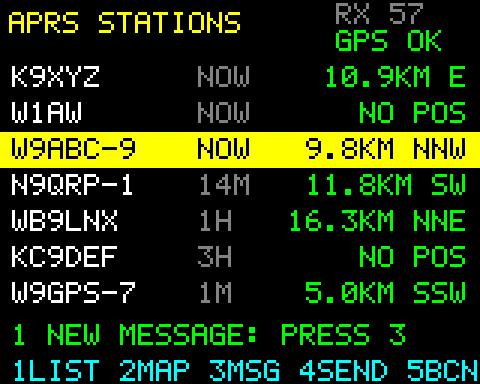 APRS STATIONS RX 57
GPS OK
K9XYZ NOW 10.9KM E
W1AW NOW NO POS
W9ABC-9 NOW 9.8KM NNW
N9QRP-1 14M 11.8KM SW
WB9LNX 1H 16.3KM NNE
KC9DEF 3H NO POS
W9GPS-7 1M 5.0KM SSW
1 NEW MESSAGE: PRESS 3
1LIST 2MAP 3MSG 4SEND 5BCN